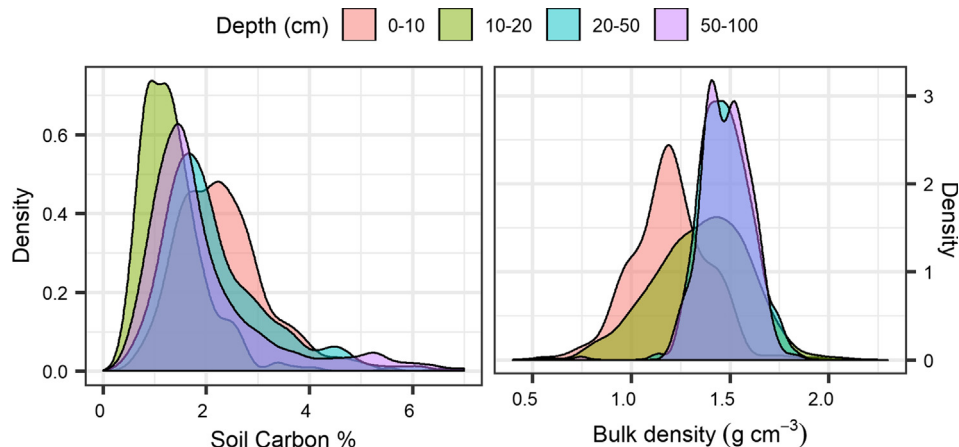 Depth (cm) 0-10 10-20 20-50 50-100
Density
0.6
0.4
0.2
0.0
0 2 4 6
Soil Carbon %
3
2
1
0
Density
0.5 1.0 1.5 2.0
Bulk density (g cm⁻³)